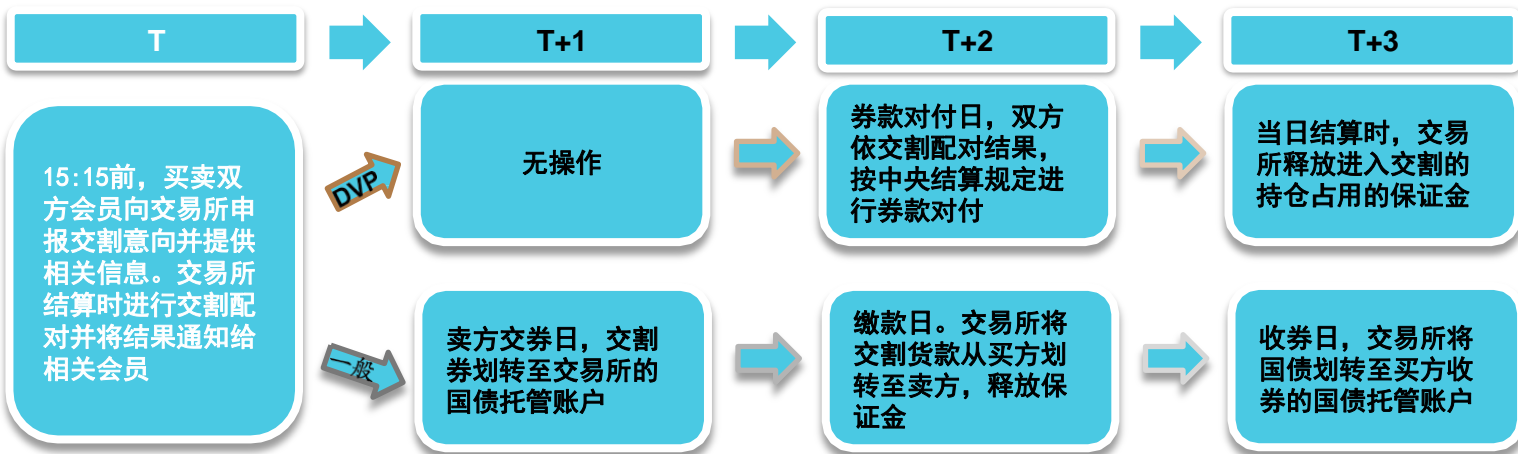 T
T+1
T+2
T+3
15:15前，买卖双
方会员向交易所申
报交割意向并提供
相关信息。交易所
结算时进行交割配
对并将结果通知给
相关会员
DVP
无操作
券款对付日，双方
依交割配对结果，
按中央结算规定进
行券款对付
当日结算时，交易
所释放进入交割的
持仓占用的保证金
一般
卖方交券日，交割
券划转至交易所的
国债托管账户
缴款日。交易所将
交割货款从买方划
转至卖方，释放保
证金
收券日，交易所将
国债划转至买方收
券的国债托管账户